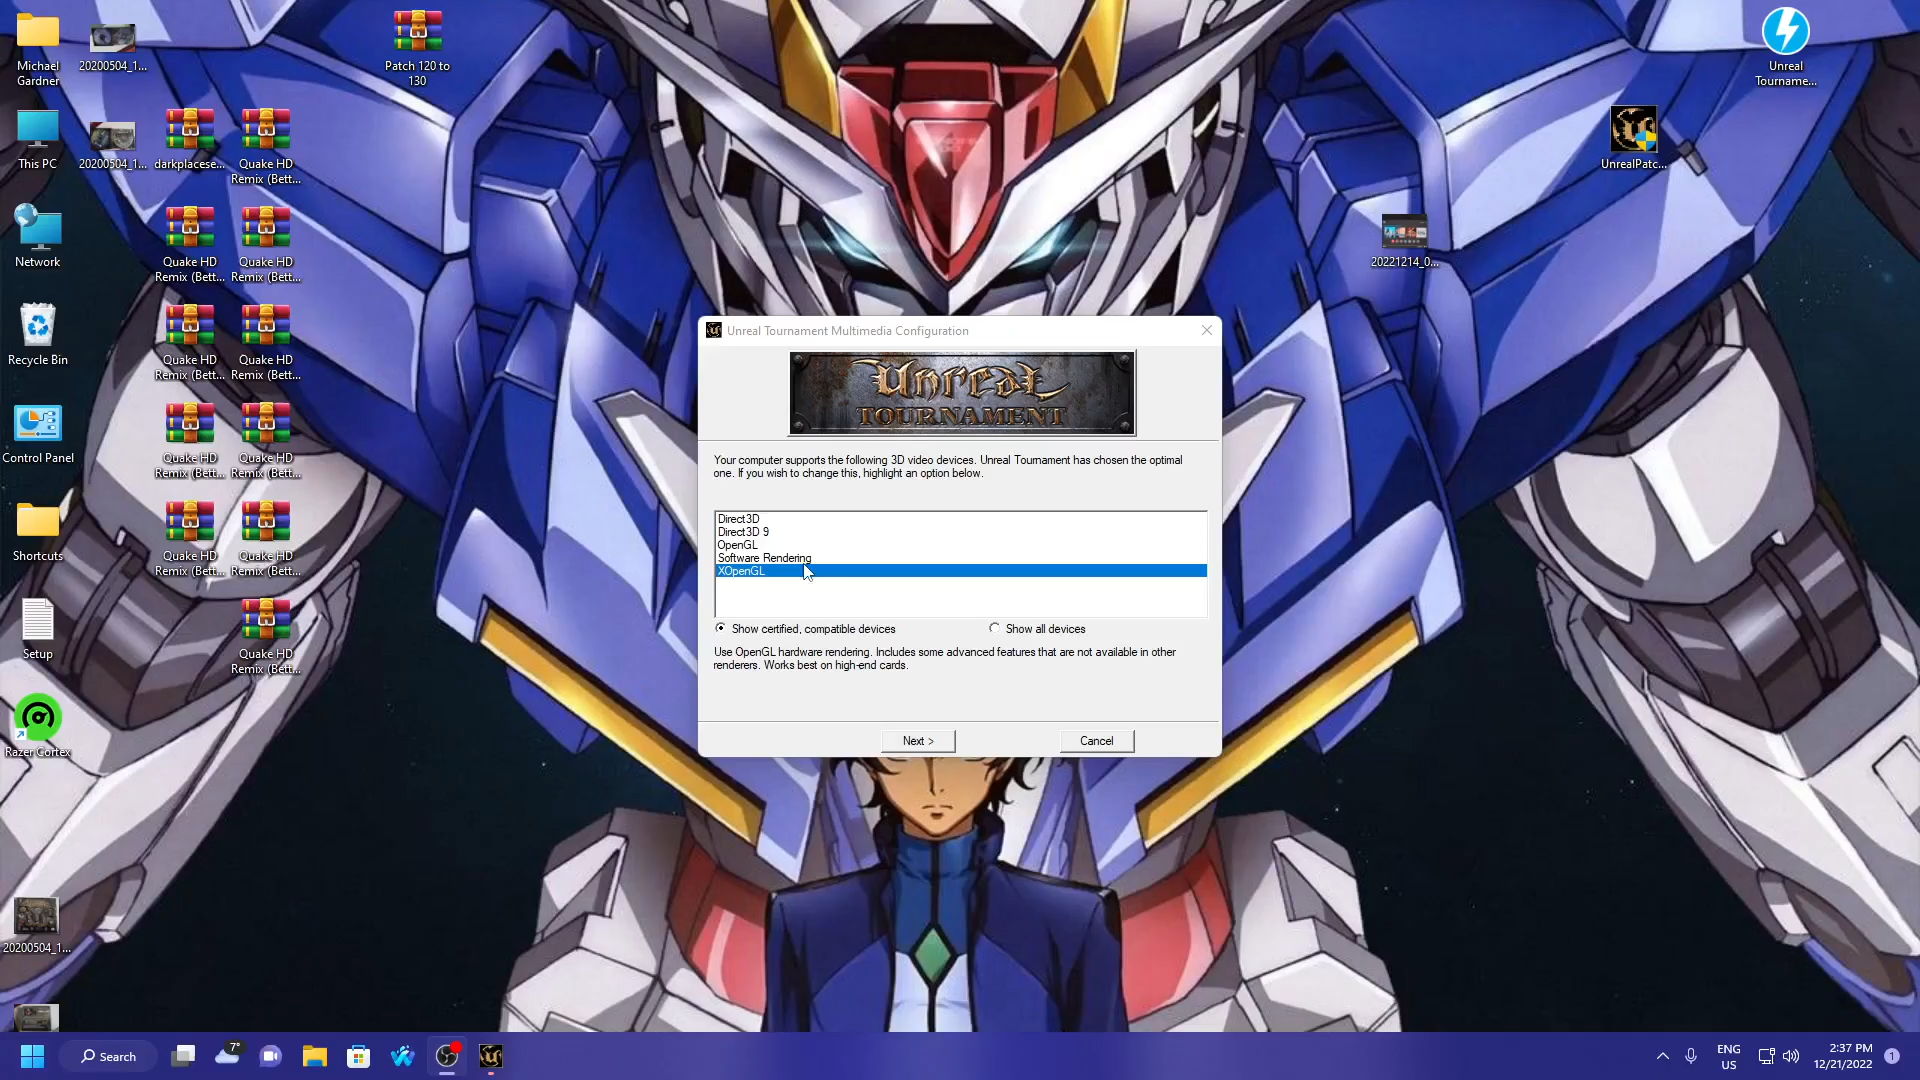 Michael
Gardner
20200504_1...
Patch 120 to
130
Unreal
Tourname...
This PC
20200504_1...
darkplacese...
Quake HD
Remix (Bett...
UnrealPatc...
Network
Quake HD
Remix (Bett...
Quake HD
Remix (Bett...
20221214_0...
Recycle Bin
Quake HD
Remix (Bett...
Quake HD
Remix (Bett...
Control Panel
Quake HD
Remix (Bett...
Quake HD
Remix (Bett...
Shortcuts
Quake HD
Remix (Bett...
Quake HD
Remix (Bett...
Setup
Quake HD
Remix (Bett...
Razer Cortex
20200504_1...
Unreal Tournament Multimedia Configuration
Unreal
TOURNAMENT
Your computer supports the following 3D video devices. Unreal Tournament has chosen the optimal
one. If you wish to change this, highlight an option below.
Direct3D
Direct3D 9
OpenGL
Software Rendering
XOpenGL
Show certified, compatible devices
Show all devices
Use OpenGL hardware rendering. Includes some advanced features that are not available in other
renderers. Works best on high-end cards.
Next >
Cancel
Search
7°
ENG
US
2:37 PM
12/21/2022
1